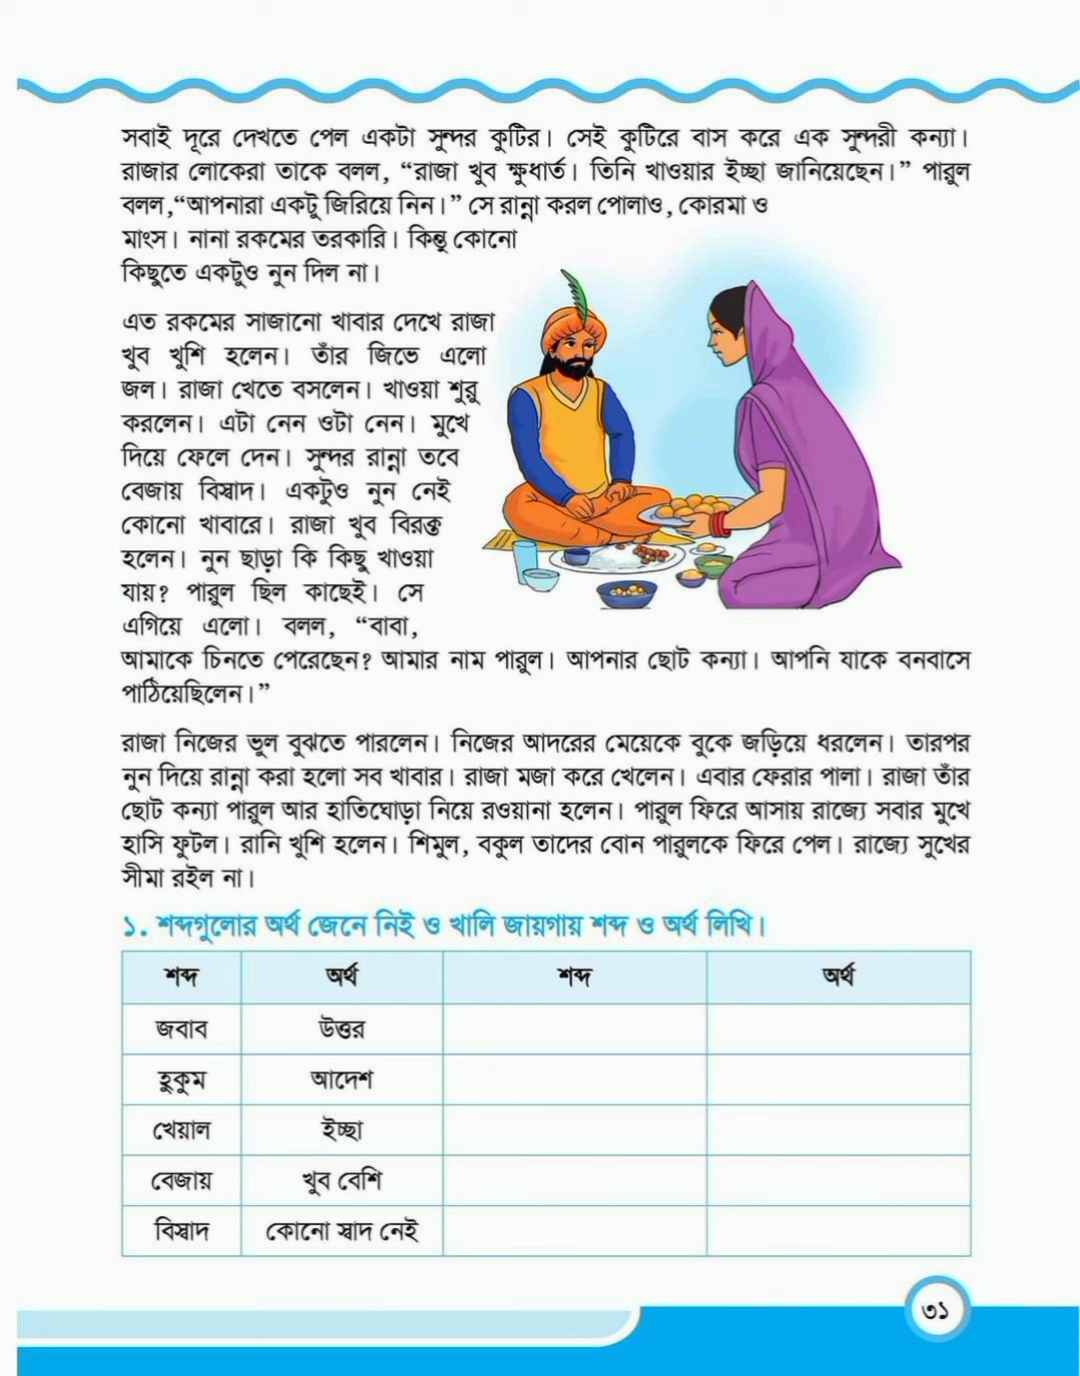 সবাই দূরে দেখতে পেল একটা সুন্দর কুটির। সেই কুটিরে বাস করে এক সুন্দরী কন্যা।
রাজার লোকেরা তাকে বলল, “রাজা খুব ক্ষুধার্ত। তিনি খাওয়ার ইচ্ছা জানিয়েছেন।” পারুল
বলল,“আপনারা একটু জিরিয়ে নিন।” সে রান্না করল পোলাও, কোরমা ও
মাংস। নানা রকমের তরকারি। কিন্তু কোনো
কিছুতে একটুও নুন দিল না।
এত রকমের সাজানো খাবার দেখে রাজা
খুব খুশি হলেন। তাঁর জিভে এলো
জল। রাজা খেতে বসলেন। খাওয়া শুরু
করলেন। এটা নেন ওটা নেন। মুখে
দিয়ে ফেলে দেন। সুন্দর রান্না তবে
বেজায় বিস্বাদ। একটুও নুন নেই
কোনো খাবারে। রাজা খুব বিরক্ত
হলেন। নুন ছাড়া কি কিছু খাওয়া
যায়? পারুল ছিল কাছেই। সে
এগিয়ে এলো। বলল, “বাবা,
আমাকে চিনতে পেরেছেন? আমার নাম পারুল। আপনার ছোট কন্যা। আপনি যাকে বনবাসে
পাঠিয়েছিলেন।”
রাজা নিজের ভুল বুঝতে পারলেন। নিজের আদরের মেয়েকে বুকে জড়িয়ে ধরলেন। তারপর
নুন দিয়ে রান্না করা হলো সব খাবার। রাজা মজা করে খেলেন। এবার ফেরার পালা। রাজা তাঁর
ছোট কন্যা পারুল আর হাতিঘোড়া নিয়ে রওয়ানা হলেন। পারুল ফিরে আসায় রাজ্যে সবার মুখে
হাসি ফুটল। রানি খুশি হলেন। শিমুল, বকুল তাদের বোন পারুলকে ফিরে পেল। রাজ্যে সুখের
সীমা রইল না।
১. শব্দগুলোর অর্থ জেনে নিই ও খালি জায়গায় শব্দ ও অর্থ লিখি।
শব্দ অর্থ শব্দ অর্থ
জবাব উত্তর
হুকুম আদেশ
খেয়াল ইচ্ছা
বেজায় খুব বেশি
বিস্বাদ কোনো স্বাদ নেই
৩১